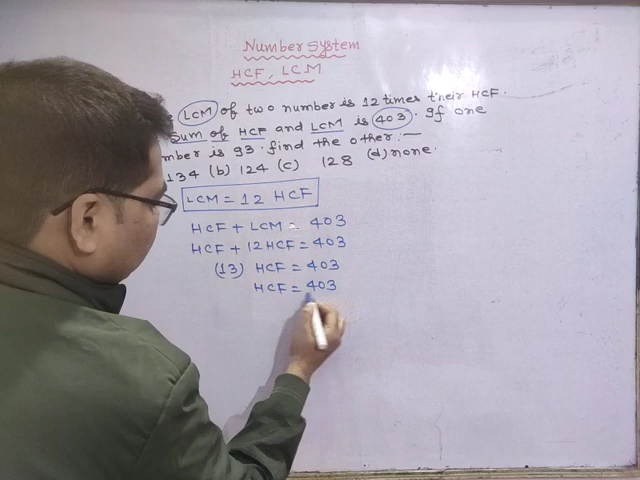 Number System
HCF, LCM
LCM of two number is 12 times their HCF.
Sum of HCF and LCM is 403. If one
mber is 93. find the other :—
134 (b) 124 (c) 128 (d) none.
LCM = 12 HCF
HCF + LCM = 403
HCF + 12 HCF = 403
(13) HCF = 403
HCF = 403